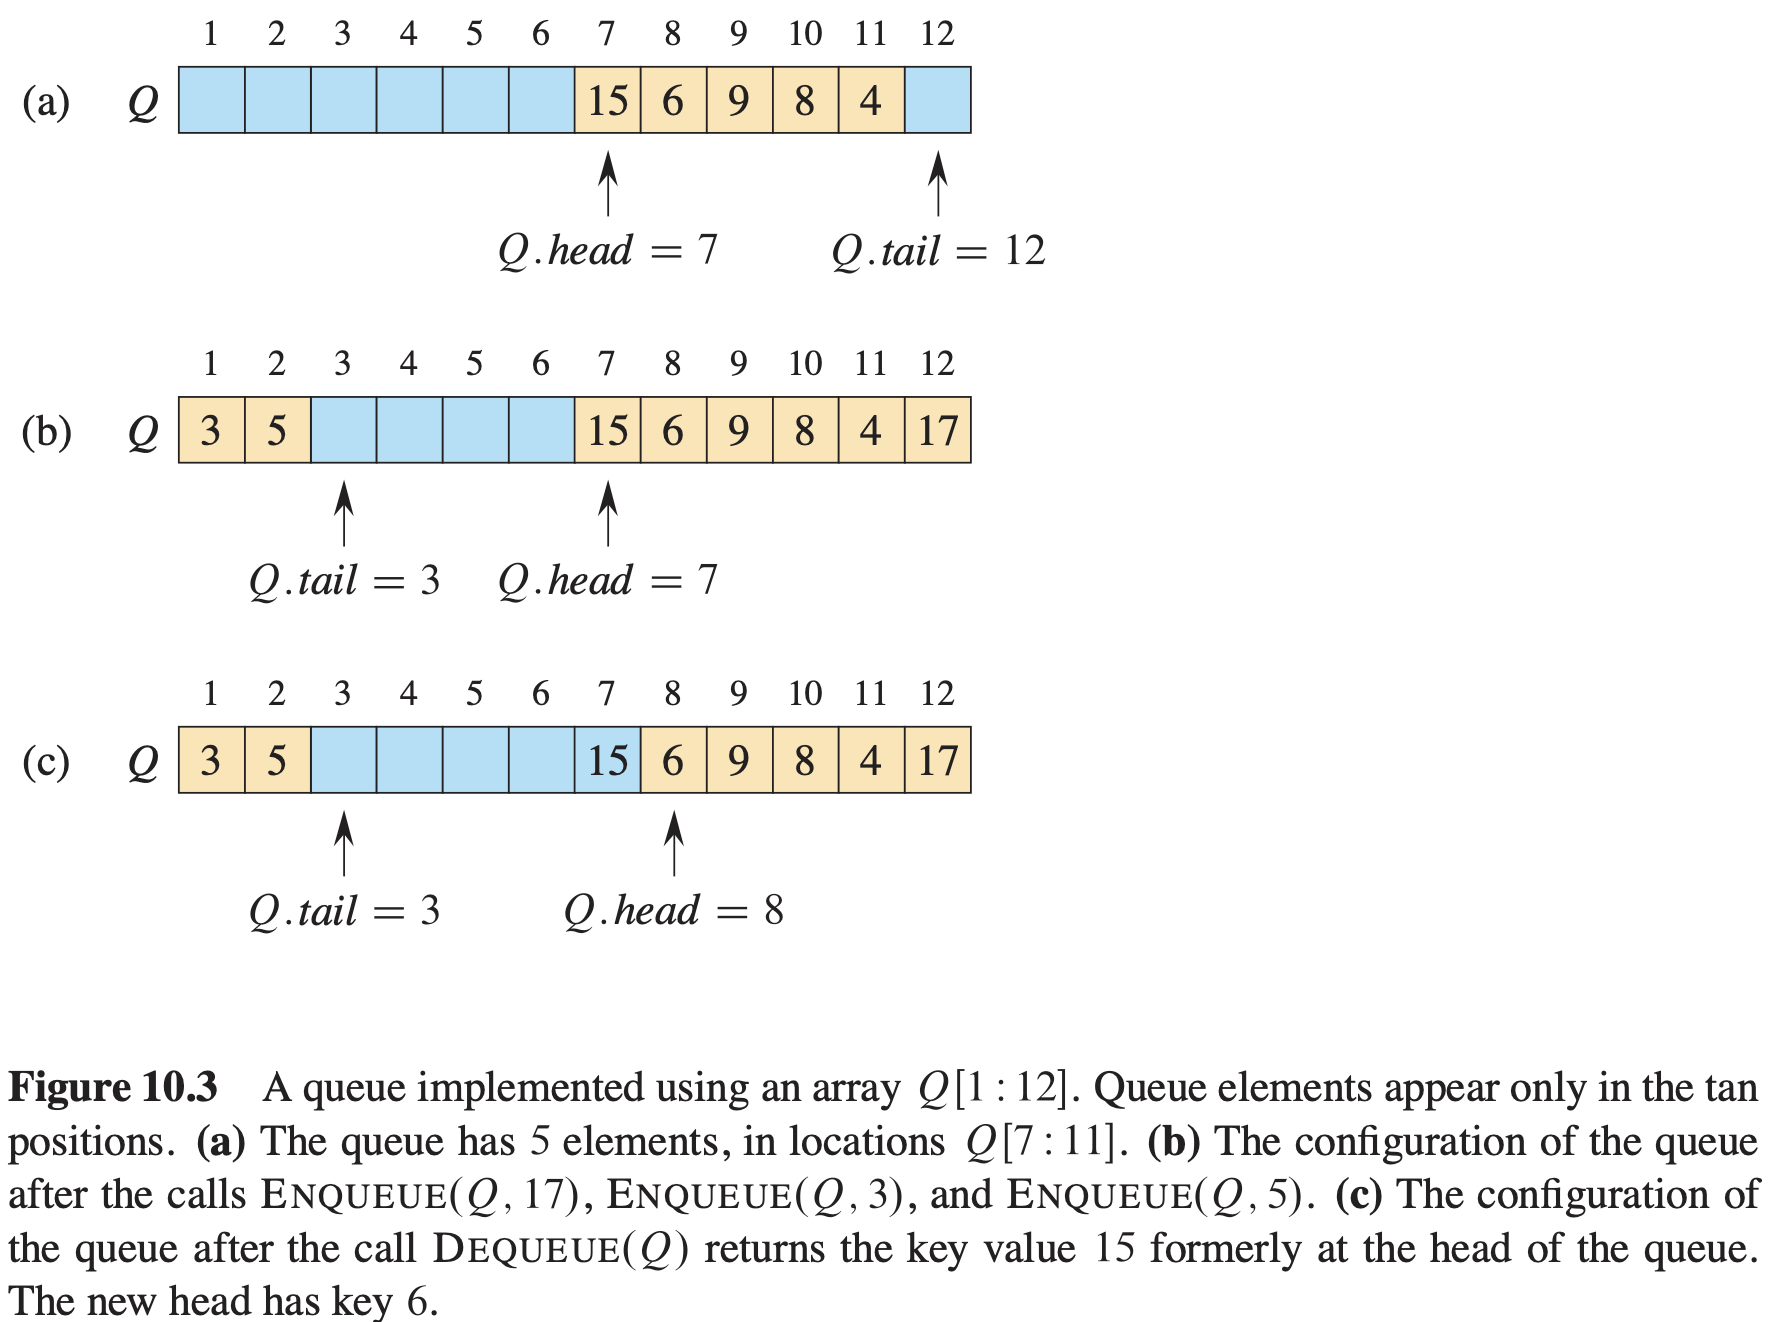 1 2 3 4 5 6 7 8 9 10 11 12
(a) Q 15 6 9 8 4
Q.head = 7 Q.tail = 12
1 2 3 4 5 6 7 8 9 10 11 12
(b) Q 3 5 15 6 9 8 4 17
Q.tail = 3 Q.head = 7
1 2 3 4 5 6 7 8 9 10 11 12
(c) Q 3 5 15 6 9 8 4 17
Q.tail = 3 Q.head = 8
Figure 10.3 A queue implemented using an array Q[1 : 12]. Queue elements appear only in the tan
positions. (a) The queue has 5 elements, in locations Q[7 : 11]. (b) The configuration of the queue
after the calls ENQUEUE(Q, 17), ENQUEUE(Q, 3), and ENQUEUE(Q, 5). (c) The configuration of
the queue after the call DEQUEUE(Q) returns the key value 15 formerly at the head of the queue.
The new head has key 6.